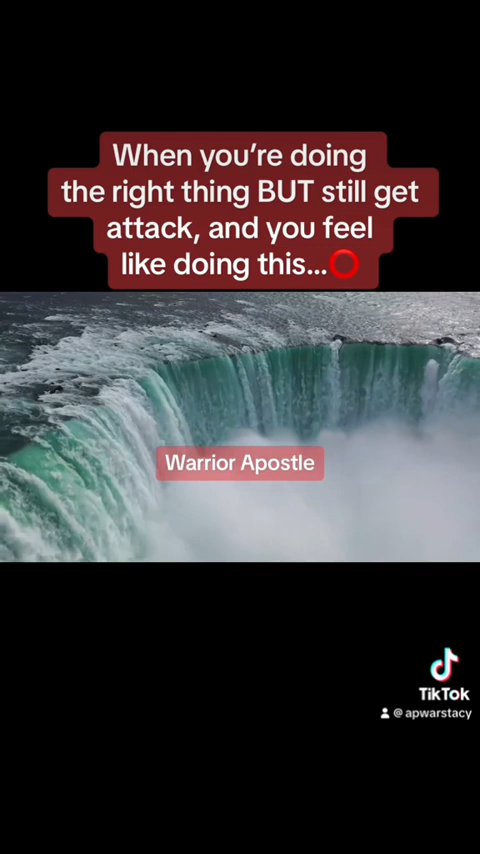 When you’re doing
the right thing BUT still get
attack, and you feel
like doing this...⭕
Warrior Apostle
TikTok
@ apwarstacy